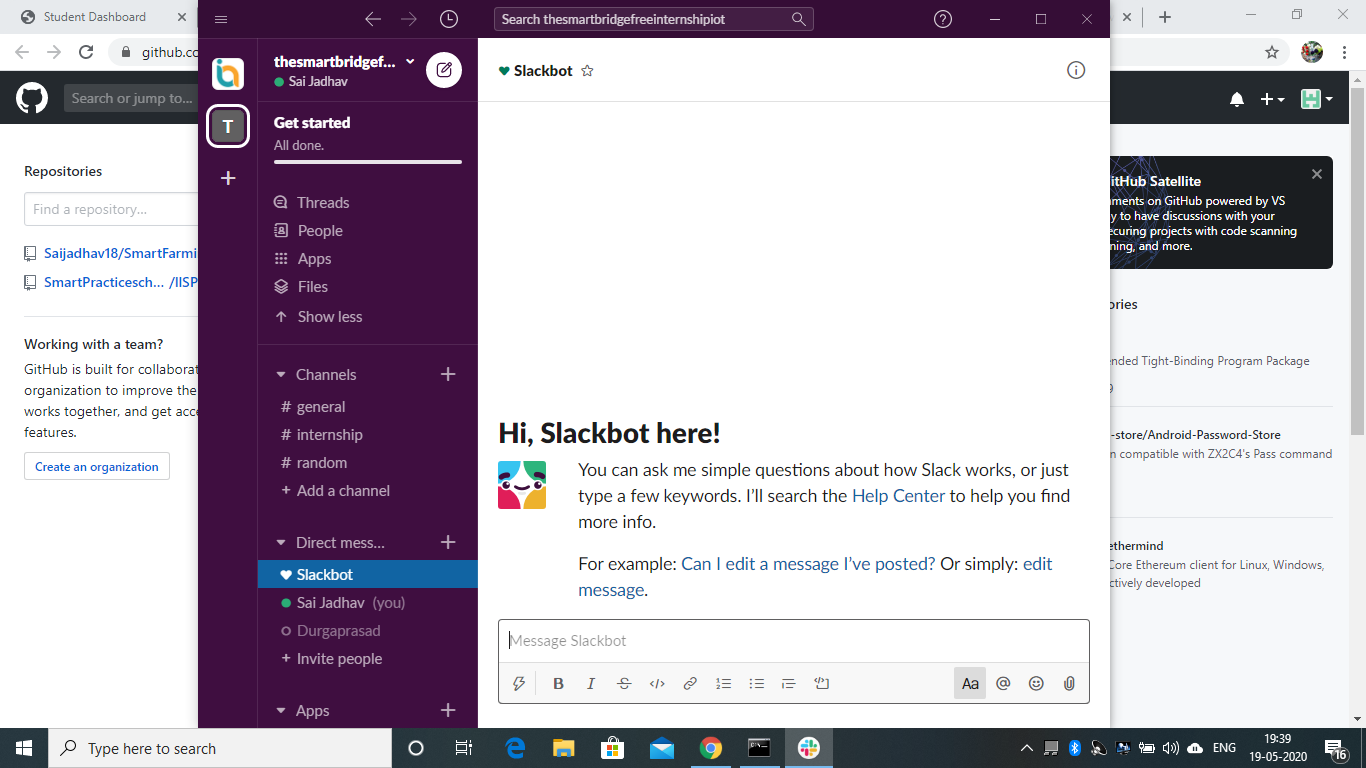 Student Dashboard
github.co
Search or jump to...
Repositories
Find a repository...
Saijadhav18/SmartFarmi
SmartPracticesch... /IISP
Working with a team?
GitHub is built for collaborat
organization to improve the
works together, and get acce
features.
Create an organization
Search thesmartbridgefreeinternshipiot
thesmartbridgef...
Sai Jadhav
T
Get started
All done.
Threads
People
Apps
Files
Show less
Channels
# general
# internship
# random
+ Add a channel
Direct mess...
Slackbot
Sai Jadhav (you)
Durgaprasad
+ Invite people
Apps
Slackbot
Hi, Slackbot here!
You can ask me simple questions about how Slack works, or just
type a few keywords. I'll search the Help Center to help you find
more info.
For example: Can I edit a message I've posted? Or simply: edit
message.
Message Slackbot
B I S
Aa @
itHub Satellite
uments on GitHub powered by VS
y to have discussions with your
ecuring projects with code scanning
ning, and more.
ories
ended Tight-Binding Program Package
9
-store/Android-Password-Store
n compatible with ZX2C4's Pass command
ethermind
Core Ethereum client for Linux, Windows,
ctively developed
Type here to search
ENG
19:39
19-05-2020
16